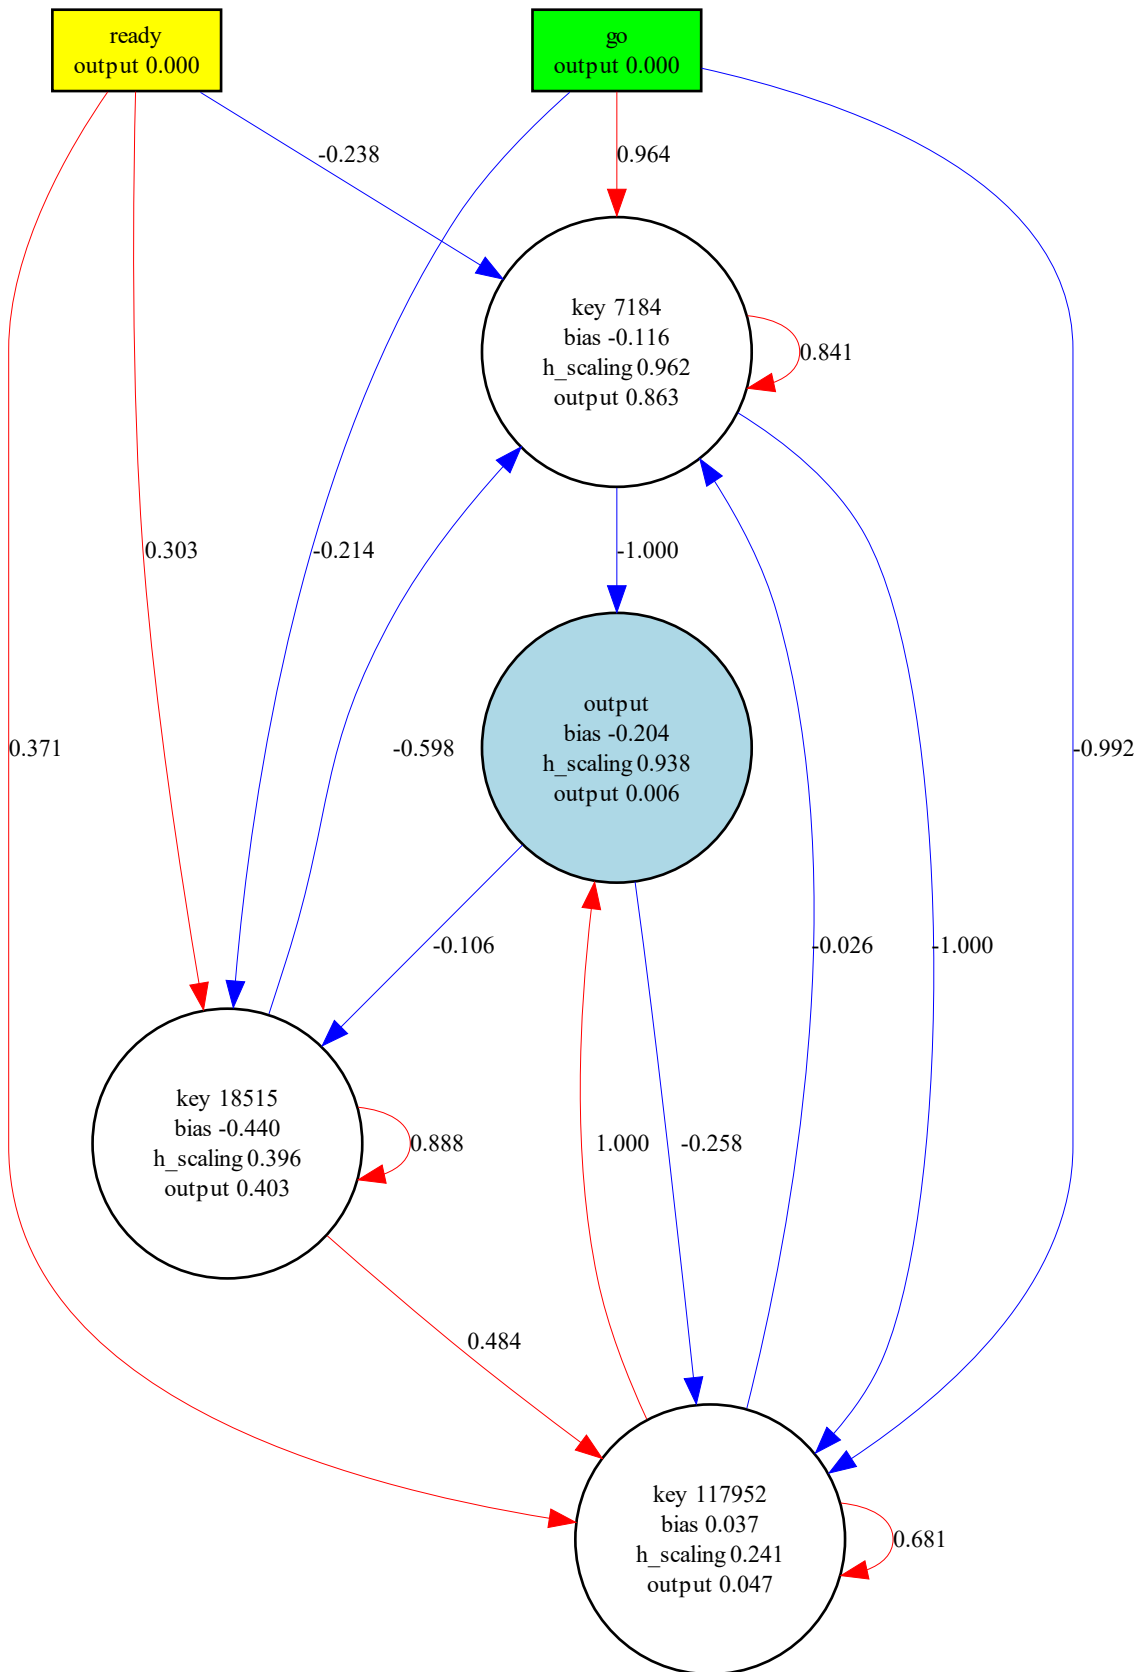 ready
output 0.000
go
output 0.000
-0.238
0.964
key 7184
bias -0.116
h_scaling 0.962
output 0.863
0.841
0.303
-0.214
-1.000
output
bias -0.204
h_scaling 0.938
output 0.006
0.371
-0.598
-0.992
-0.106
-0.026
-1.000
key 18515
bias -0.440
h_scaling 0.396
output 0.403
0.888
1.000
-0.258
0.484
key 117952
bias 0.037
h_scaling 0.241
output 0.047
0.681